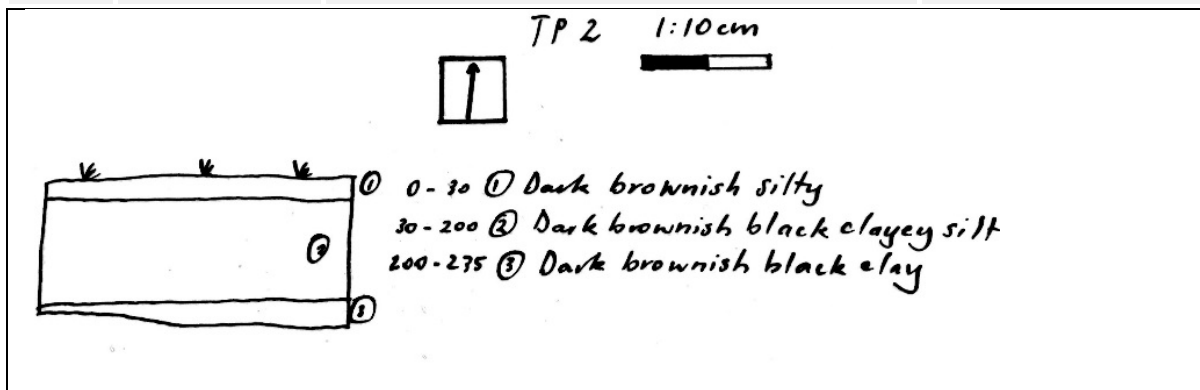 TP 2 1:10cm
① 0-30 ① Dark brownish silty
② 30-200 ② Dark brownish black clayey silt
200-275 ③ Dark brownish black clay
③